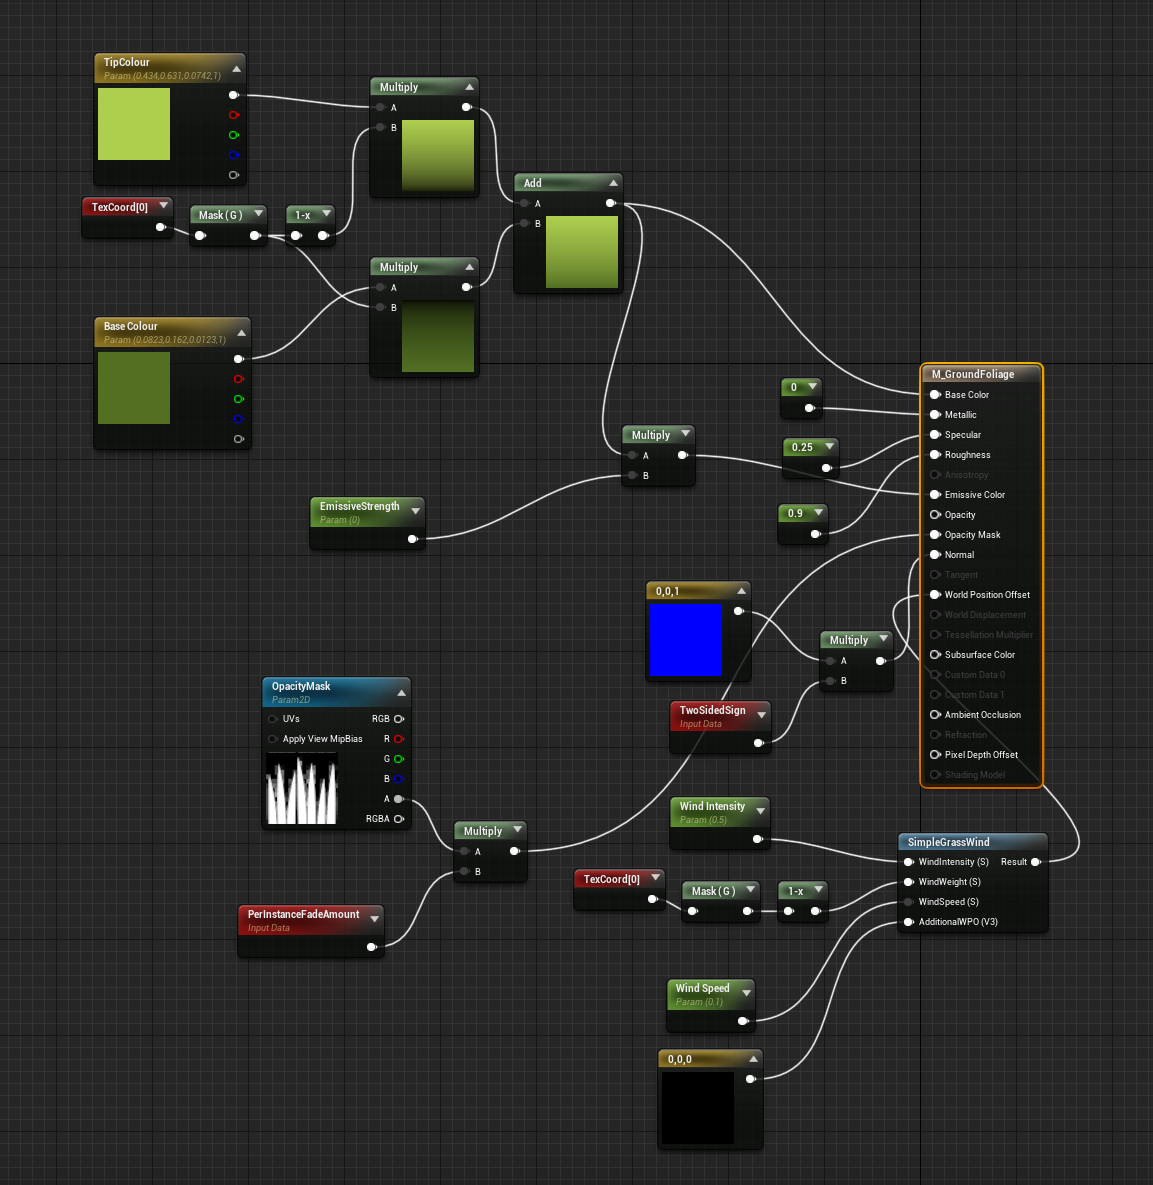 TipColour
Param (0.434,0.631,0.0742,1)
Multiply
A
B
TexCoord[0]
Mask ( G )
1-x
Add
A
B
Multiply
A
B
Base Colour
Param (0.0823,0.162,0.0123,1)
M_GroundFoliage
Base Color
Metallic
Specular
Roughness
Anisotropy
Emissive Color
Opacity
Opacity Mask
Normal
Tangent
World Position Offset
World Displacement
Tessellation Multiplier
Subsurface Color
Custom Data 0
Custom Data 1
Ambient Occlusion
Refraction
Pixel Depth Offset
Shading Model
0
0.25
0.9
Multiply
A
B
EmissiveStrength
Param (0)
0,0,1
Multiply
A
B
TwoSidedSign
Input Data
OpacityMask
Param2D
UVs
RGB
Apply View MipBias
R
G
B
A
RGBA
Multiply
A
B
PerInstanceFadeAmount
Input Data
Wind Intensity
Param (0.5)
SimpleGrassWind
WindIntensity (S)
Result
WindWeight (S)
WindSpeed (S)
AdditionalWPO (V3)
TexCoord[0]
Mask ( G )
1-x
Wind Speed
Param (0.1)
0,0,0